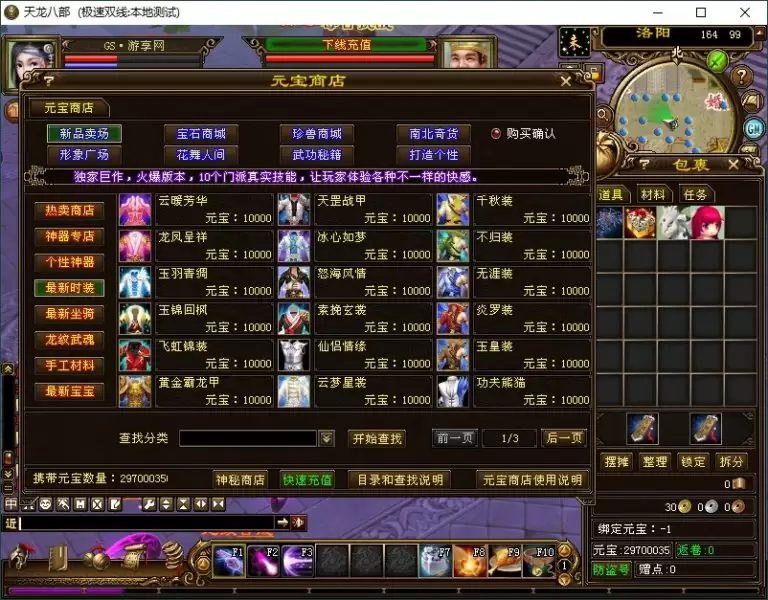 天龙八部 (极速双线:本地测试)
GS·游享网
下线充值
洛阳 164 99
北
元宝商店
元宝商店
新品卖场 宝石商城 珍兽商城 南北奇货 购买确认
形象广场 花舞人间 武功秘籍 打造个性
独家巨作，火爆版本，10个门派真实技能，让玩家体验各种不一样的快感。
热卖商店
神器专店
个性神器
最新时装
最新坐骑
龙纹武魂
手工材料
最新宝宝
云暖芳华 元宝：10000
天罡战甲 元宝：10000
千秋装 元宝：10000
龙凤呈祥 元宝：10000
冰心如梦 元宝：10000
不归装 元宝：10000
玉羽青绸 元宝：10000
怒海风情 元宝：10000
无涯装 元宝：10000
玉锦回枫 元宝：10000
素挽玄装 元宝：10000
炎罗装 元宝：10000
飞虹锦装 元宝：10000
仙侣情缘 元宝：10000
玉皇装 元宝：10000
黄金霸龙甲 元宝：10000
云梦星装 元宝：10000
功夫熊猫 元宝：10000
查找分类 开始查找 前一页 1/3 后一页
携带元宝数量：29700035 神秘商店 快速充值 目录和查找说明 元宝商店使用说明
包裹
道具 材料 任务
摆摊 整理 锁定 拆分
0
30 0 0
绑定元宝：-1
元宝:29700035 返卷:0
防盗号 赠点:0
近
F1 F2 F3 F7 F8 F9 F10
1